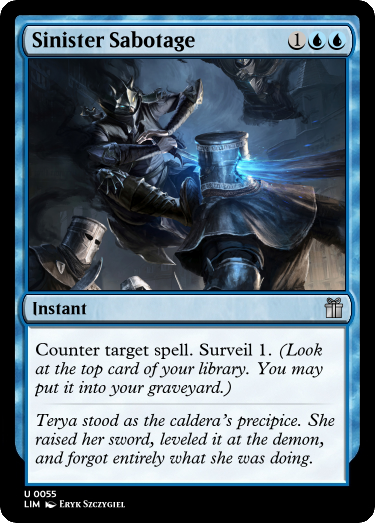 Sinister Sabotage 1
Instant
Counter target spell. Surveil 1. (Look
at the top card of your library. You may
put it into your graveyard.)
Terya stood as the caldera's precipice. She
raised her sword, leveled it at the demon,
and forgot entirely what she was doing.
U 0055
LIM Eryk Szczygiel